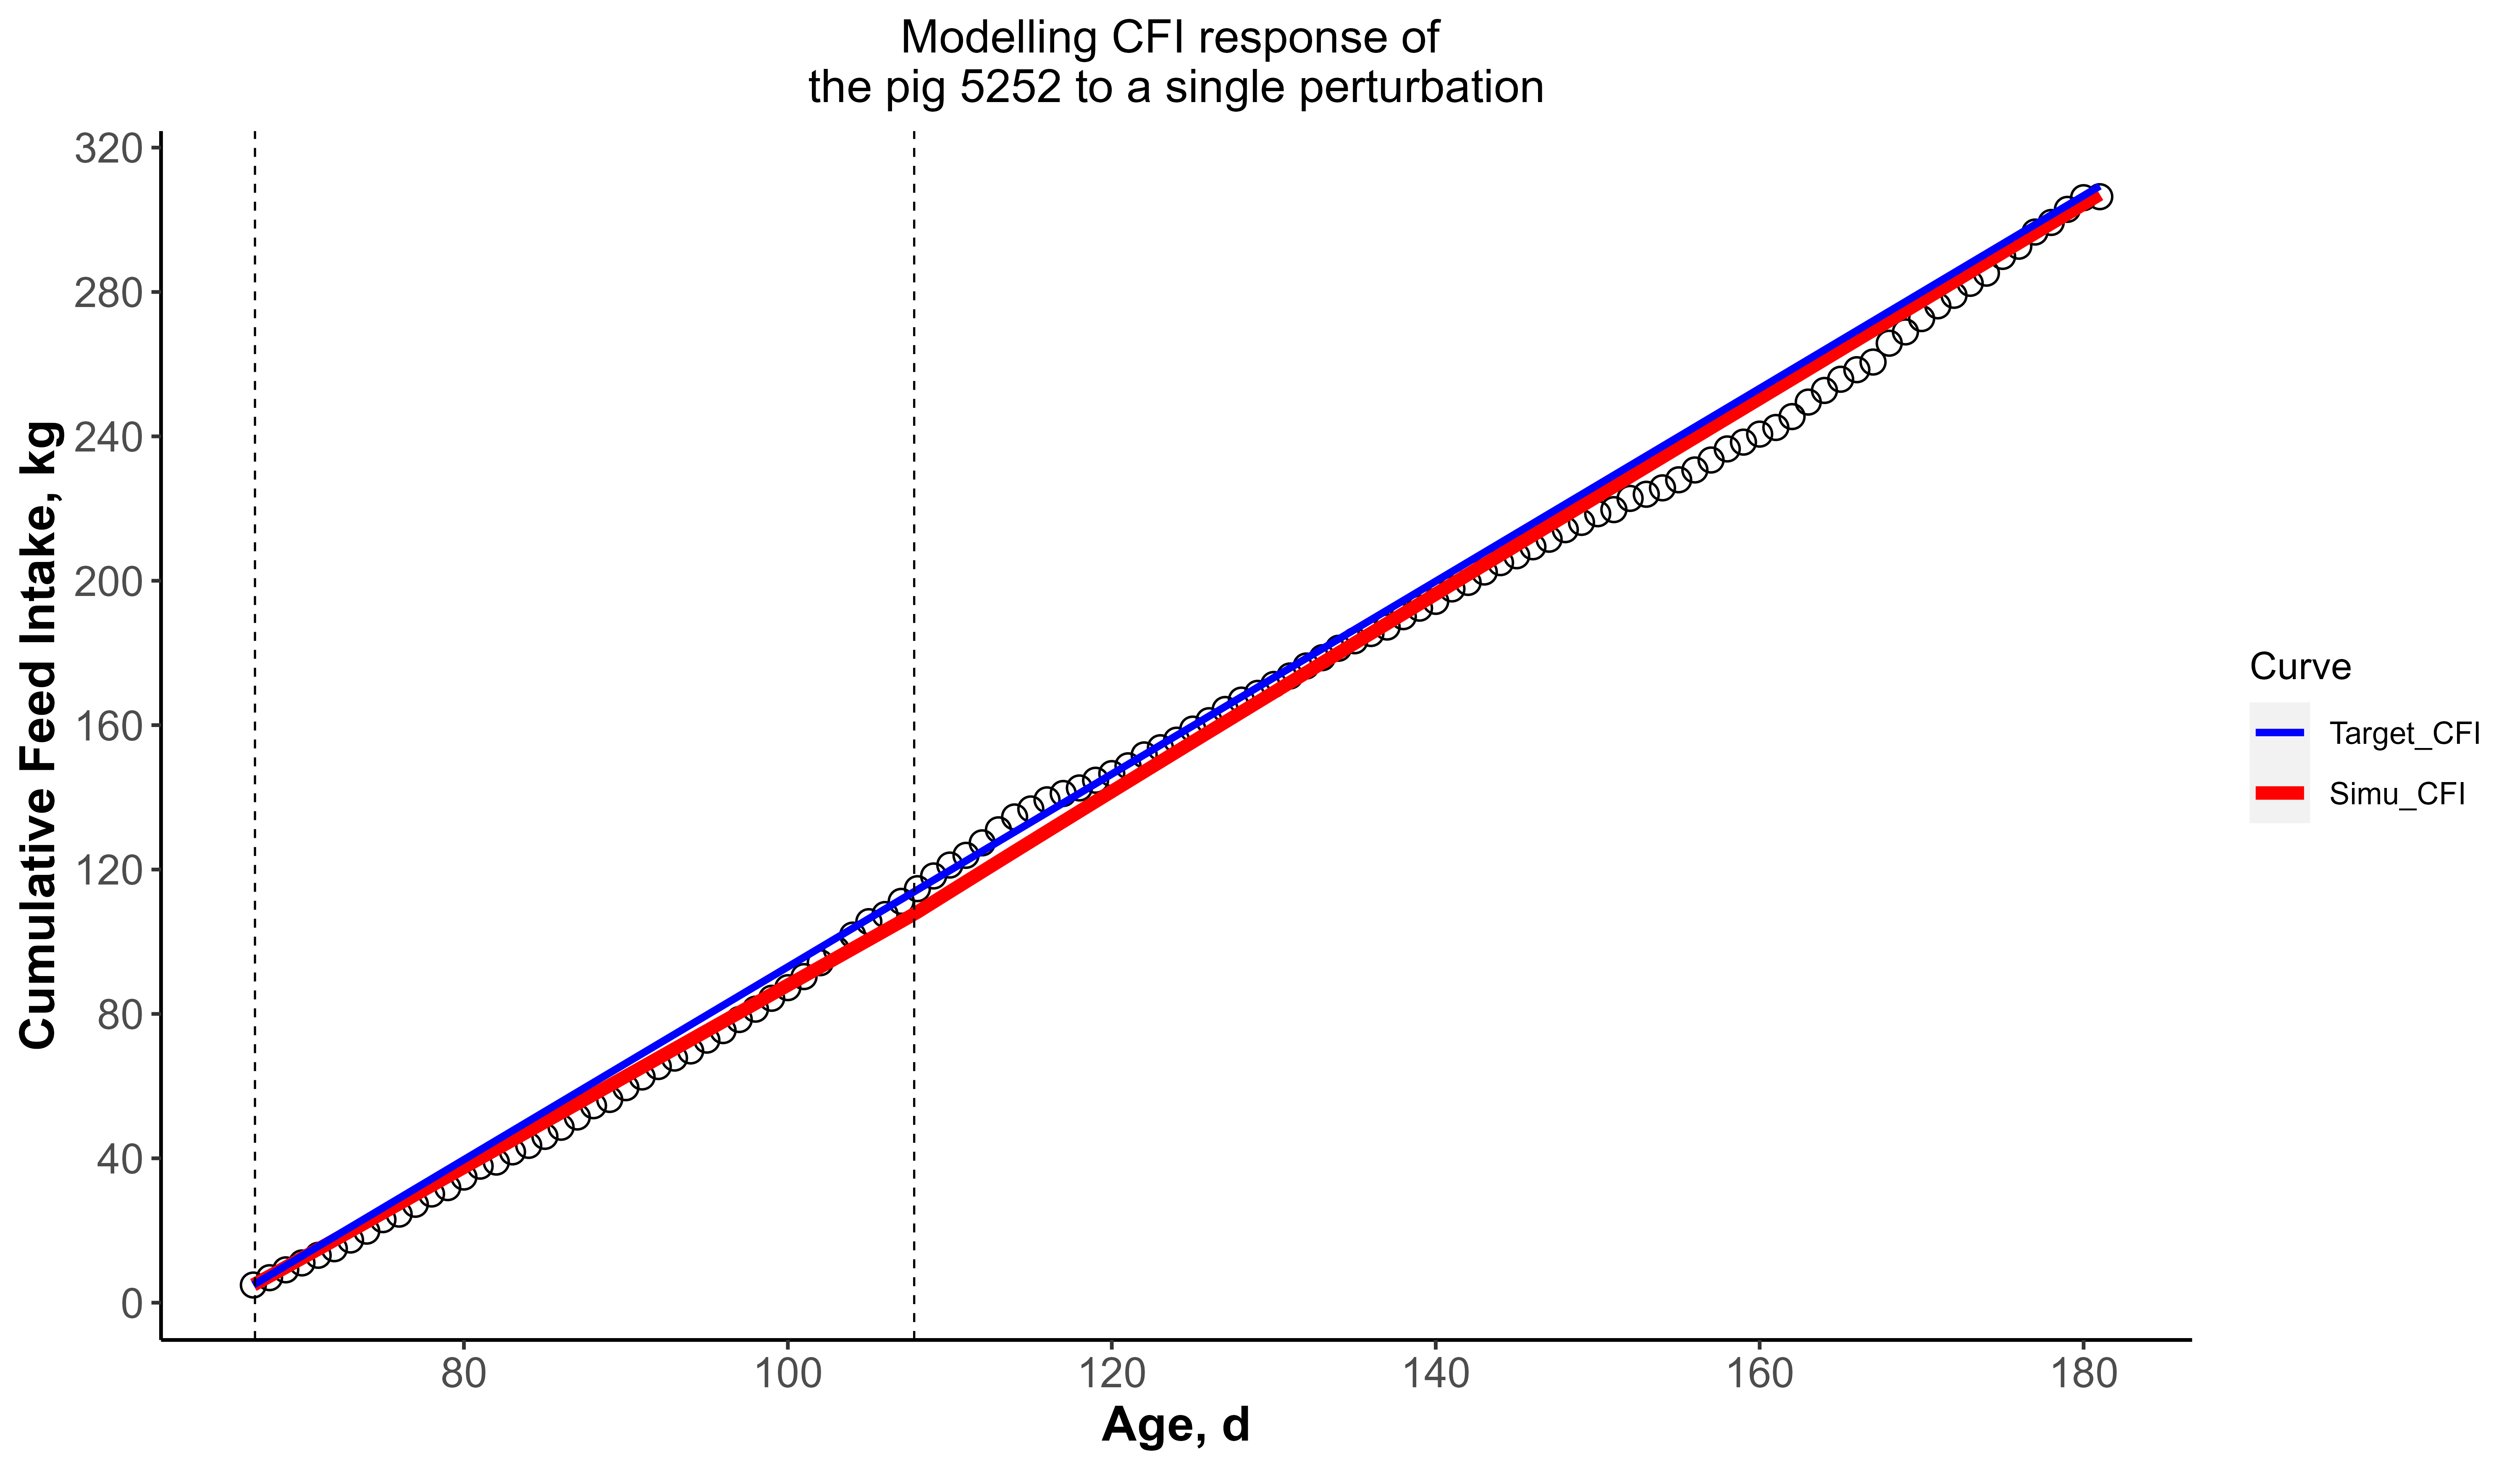 Modelling CFI response of
the pig 5252 to a single perturbation
320
280
240
200
160
120
80
40
0
Cumulative Feed Intake, kg
80 100 120 140 160 180
Age, d
Curve
Target_CFI
Simu_CFI